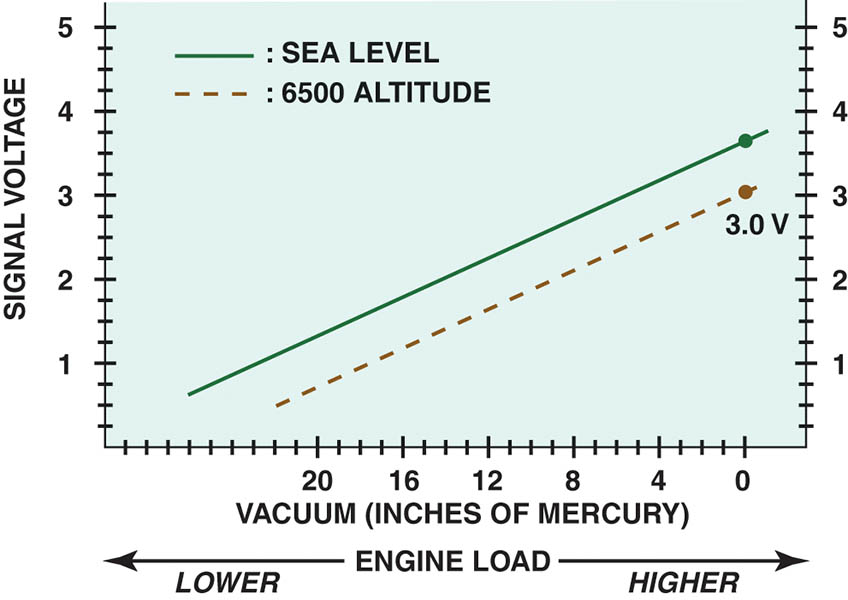 5
4
3
2
1
SIGNAL VOLTAGE
: SEA LEVEL
: 6500 ALTITUDE
3.0 V
5
4
3
2
1
20 16 12 8 4 0
VACUUM (INCHES OF MERCURY)
ENGINE LOAD
LOWER HIGHER